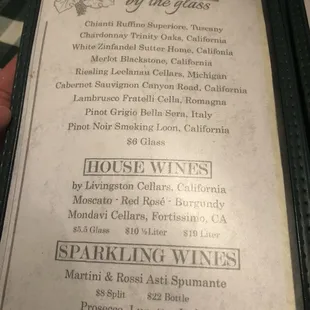 by the glass
Chianti Ruffino Superiore, Tuscany
Chardonnay Trinity Oaks, California
White Zinfandel Sutter Home, Califonia
Merlot Blackstone, California
Riesling Leelanau Cellars, Michigan
Cabernet Sauvignon Canyon Road, California
Lambrusco Fratelli Cella, Romagna
Pinot Grigio Bella Sera, Italy
Pinot Noir Smoking Loon, California
$6 Glass
HOUSE WINES
by Livingston Cellars, California
Moscato - Red Rosé - Burgundy
Mondavi Cellars, Fortissinio, CA
$5.5 Glass $10 ½Liter $19 Liter
SPARKLING WINES
Martini & Rossi Asti Spumante
$8 Split $22 Bottle
Prosecco,